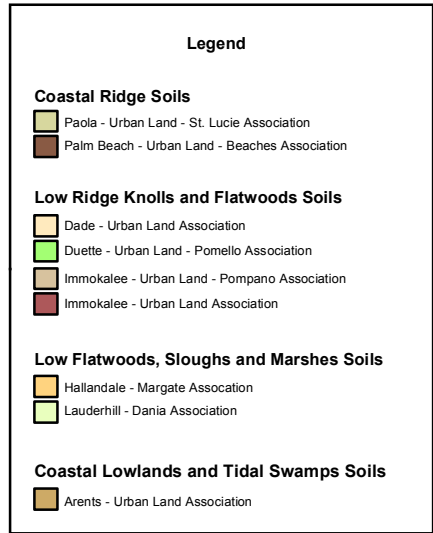 Legend
Coastal Ridge Soils
Paola - Urban Land - St. Lucie Association
Palm Beach - Urban Land - Beaches Association
Low Ridge Knolls and Flatwoods Soils
Dade - Urban Land Association
Duette - Urban Land - Pomello Association
Immokalee - Urban Land - Pompano Association
Immokalee - Urban Land Association
Low Flatwoods, Sloughs and Marshes Soils
Hallandale - Margate Assocation
Lauderhill - Dania Association
Coastal Lowlands and Tidal Swamps Soils
Arents - Urban Land Association